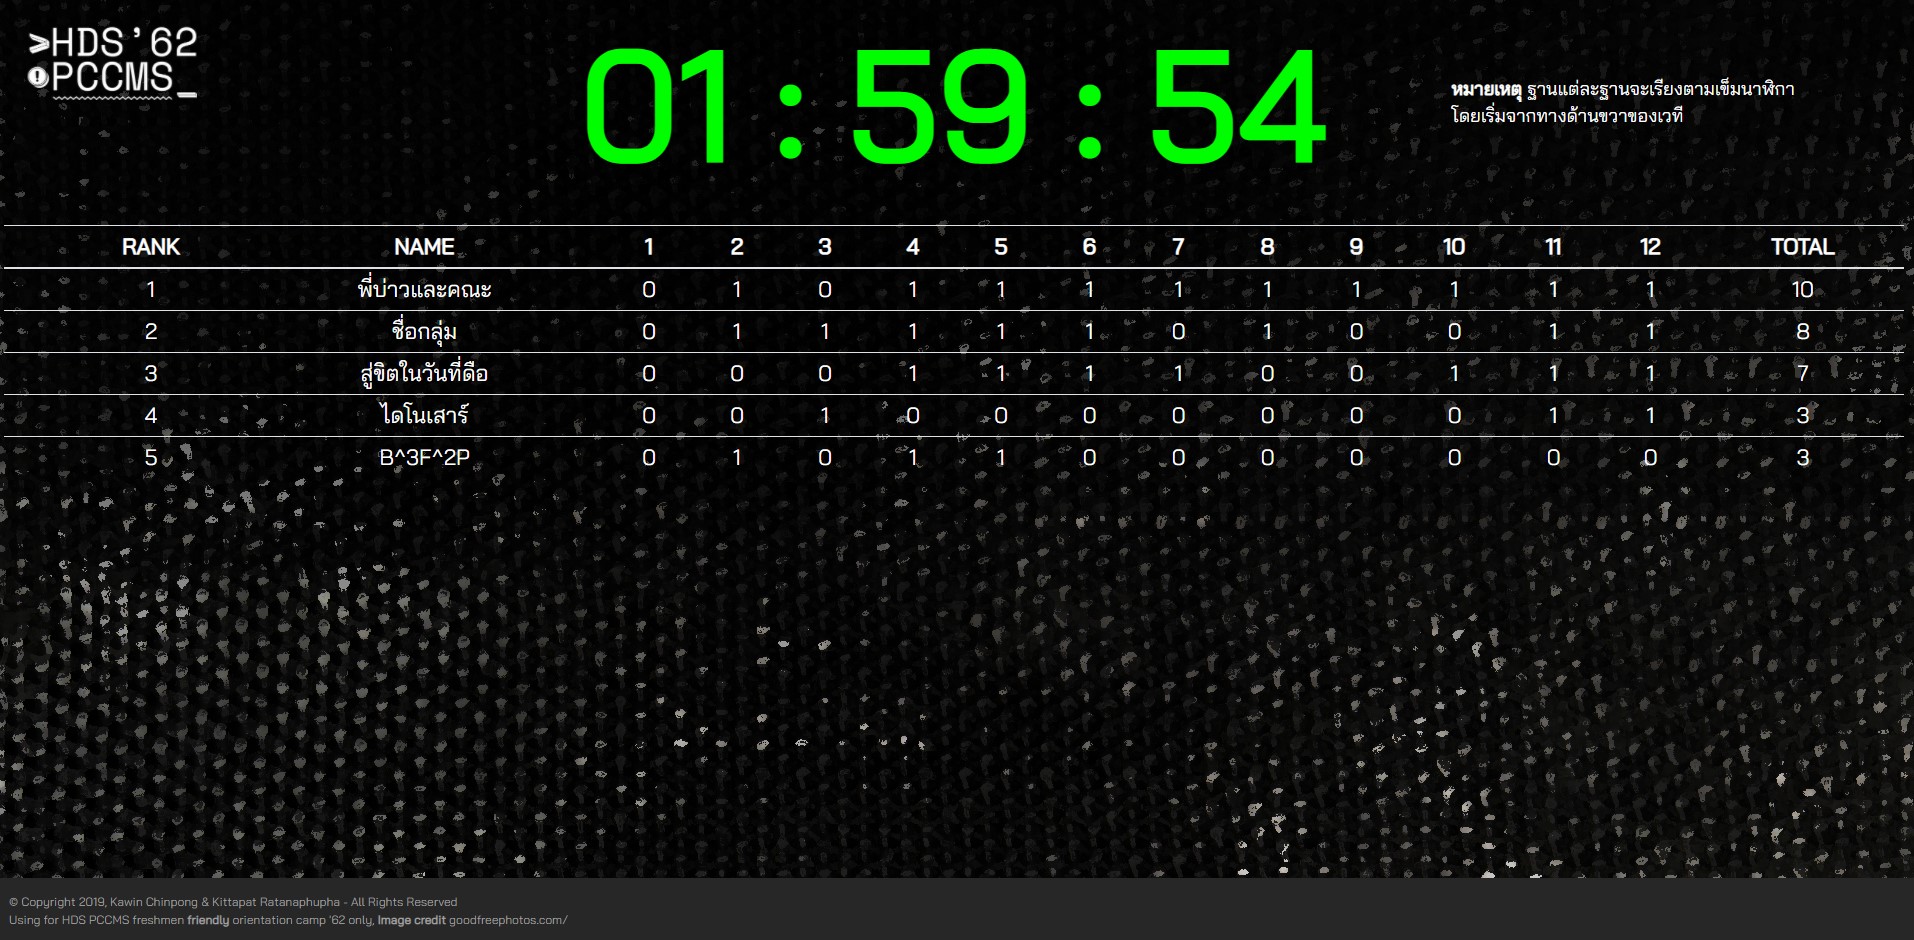 >HDS'62
!PCCMS_
01 : 59 : 54
หมายเหตุ ฐานแต่ละฐานจะเรียงตามเข็มนาฬิกา
โดยเริ่มจากทางด้านขวาของเวที
RANK NAME 1 2 3 4 5 6 7 8 9 10 11 12 TOTAL
1 พี่บ่าวและคณะ 0 1 0 1 1 1 1 1 1 1 1 1 10
2 ชื่อกลุ่ม 0 1 1 1 1 1 0 1 0 0 1 1 8
3 สู่ขิตในวันที่ดือ 0 0 0 1 1 1 1 0 0 1 1 1 7
4 ไดโนเสาร์ 0 0 1 0 0 0 0 0 0 0 1 1 3
5 B^3F^2P 0 1 0 1 1 0 0 0 0 0 0 0 3
© Copyright 2019, Kawin Chinpong & Kittapat Ratanaphupha - All Rights Reserved
Using for HDS PCCMS freshmen friendly orientation camp '62 only, Image credit goodfreephotos.com/